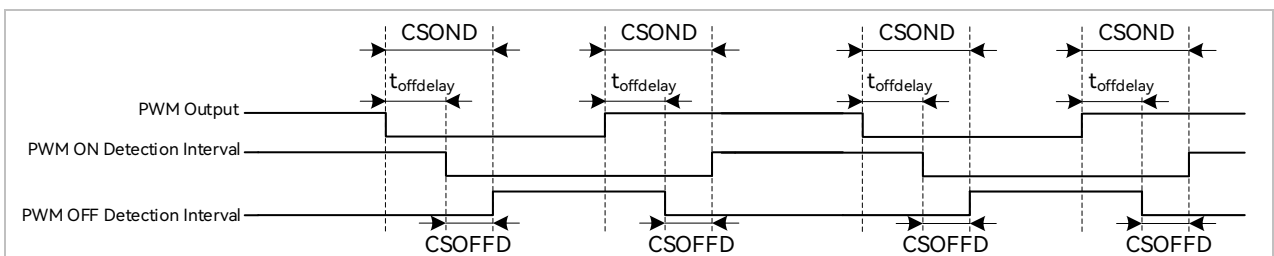 CSOND CSOND CSOND CSOND
toffdelay toffdelay toffdelay toffdelay
PWM Output
PWM ON Detection Interval
PWM OFF Detection Interval
CSOFFD CSOFFD CSOFFD CSOFFD